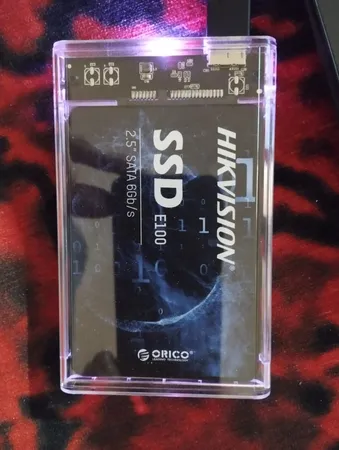 HIKVISION®
SSD E100
2.5" SATA 6Gb/s
ORICO